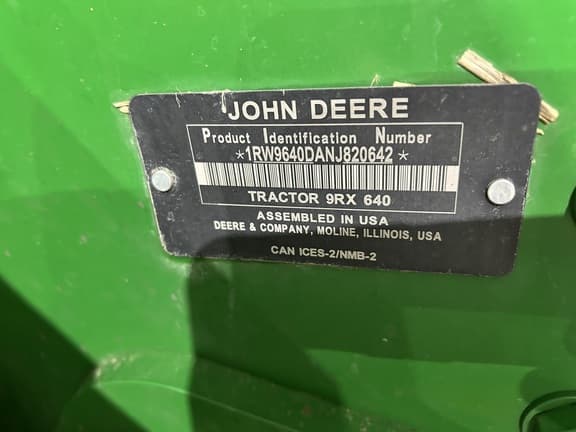 JOHN DEERE
Product Identification Number
*1RW9640DANJ820642*
TRACTOR 9RX 640
ASSEMBLED IN USA
DEERE & COMPANY, MOLINE, ILLINOIS, USA
CAN ICES-2/NMB-2